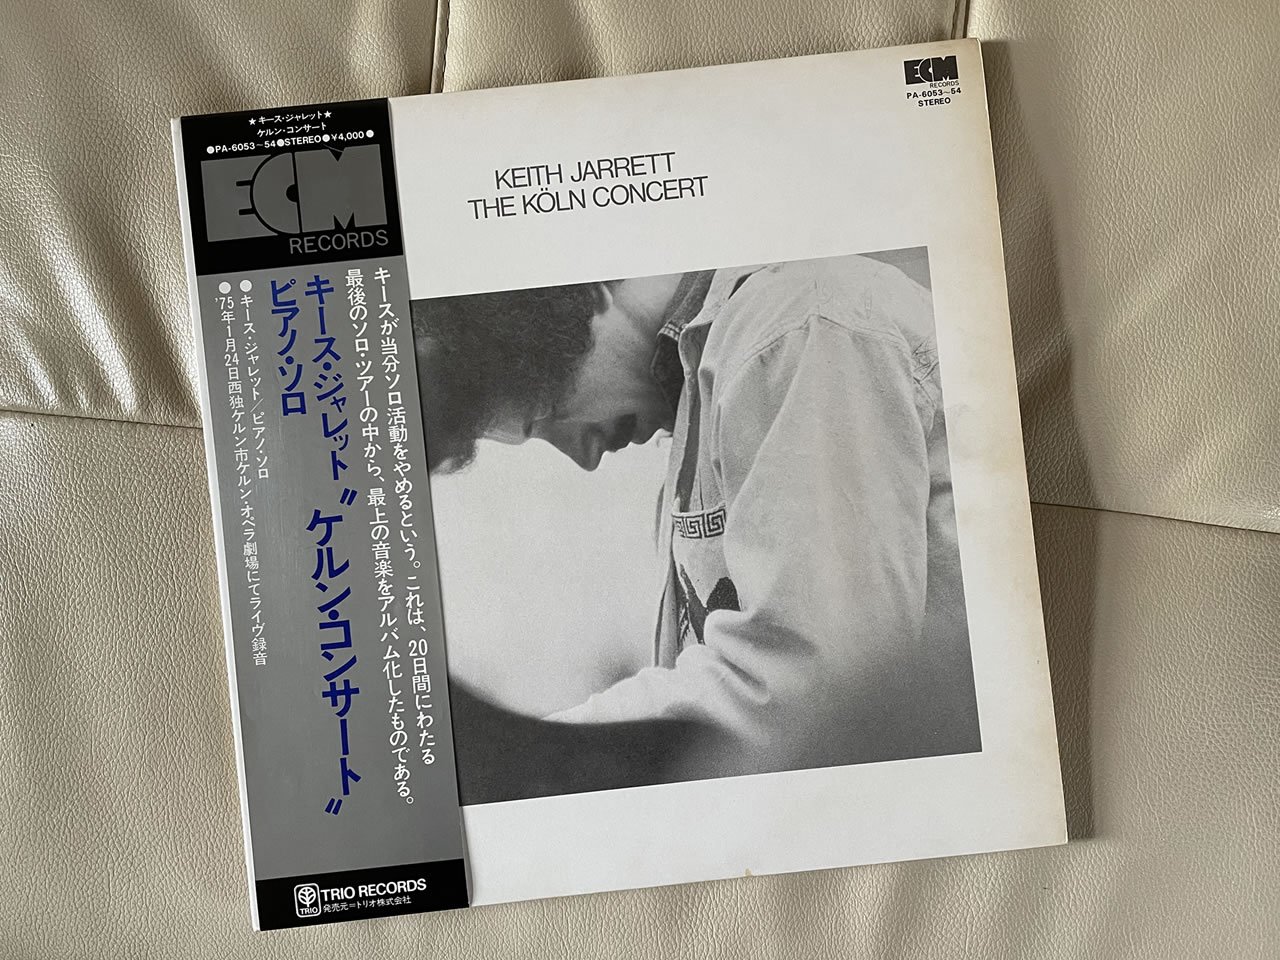 ★キース・ジャレット★
ケルン・コンサート
●PA-6053〜54●STEREO●¥4,000●
ECM
RECORDS
キースが当分ソロ活動をやめるという。これは、20日間にわたる
最後のソロ・ツアーの中から、最上の音楽をアルバム化したものである。
キース・ジャレット〝ケルン・コンサート〟
ピアノ・ソロ
●キース・ジャレット/ピアノ・ソロ
●'75年1月24日西独ケルン市ケルン・オペラ劇場にてライヴ録音
TRIO
TRIO RECORDS
発売元=トリオ株式会社
KEITH JARRETT
THE KÖLN CONCERT
ECM
RECORDS
PA-6053〜54
STEREO